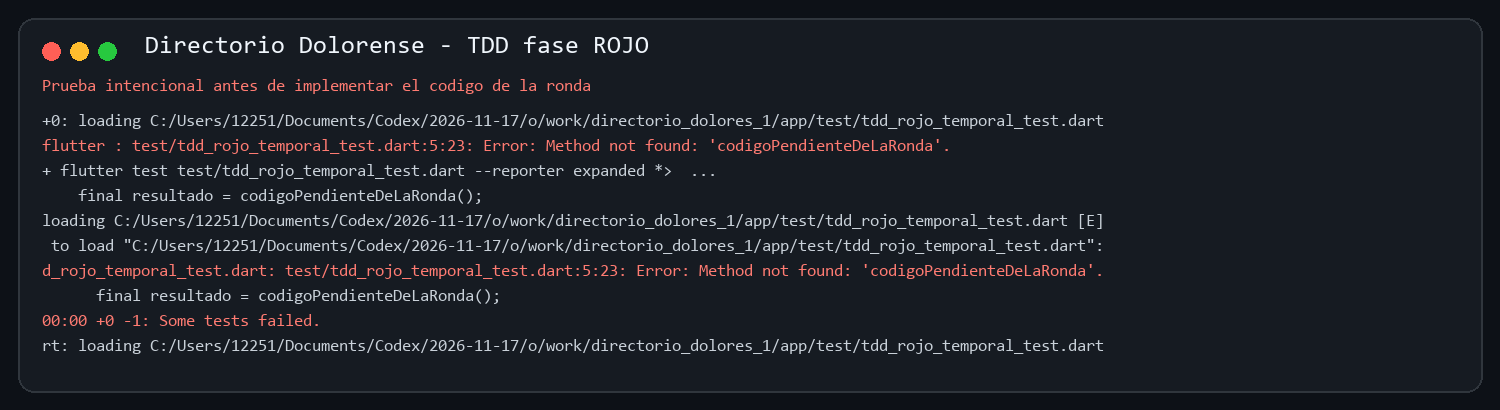 Directorio Dolorense - TDD fase ROJO
Prueba intencional antes de implementar el codigo de la ronda
+0: loading C:/Users/12251/Documents/Codex/2026-11-17/o/work/directorio_dolores_1/app/test/tdd_rojo_temporal_test.dart
flutter : test/tdd_rojo_temporal_test.dart:5:23: Error: Method not found: 'codigoPendienteDeLaRonda'.
+ flutter test test/tdd_rojo_temporal_test.dart --reporter expanded *>  ...
    final resultado = codigoPendienteDeLaRonda();
loading C:/Users/12251/Documents/Codex/2026-11-17/o/work/directorio_dolores_1/app/test/tdd_rojo_temporal_test.dart [E]
 to load "C:/Users/12251/Documents/Codex/2026-11-17/o/work/directorio_dolores_1/app/test/tdd_rojo_temporal_test.dart":
d_rojo_temporal_test.dart: test/tdd_rojo_temporal_test.dart:5:23: Error: Method not found: 'codigoPendienteDeLaRonda'.
      final resultado = codigoPendienteDeLaRonda();
00:00 +0 -1: Some tests failed.
rt: loading C:/Users/12251/Documents/Codex/2026-11-17/o/work/directorio_dolores_1/app/test/tdd_rojo_temporal_test.dart